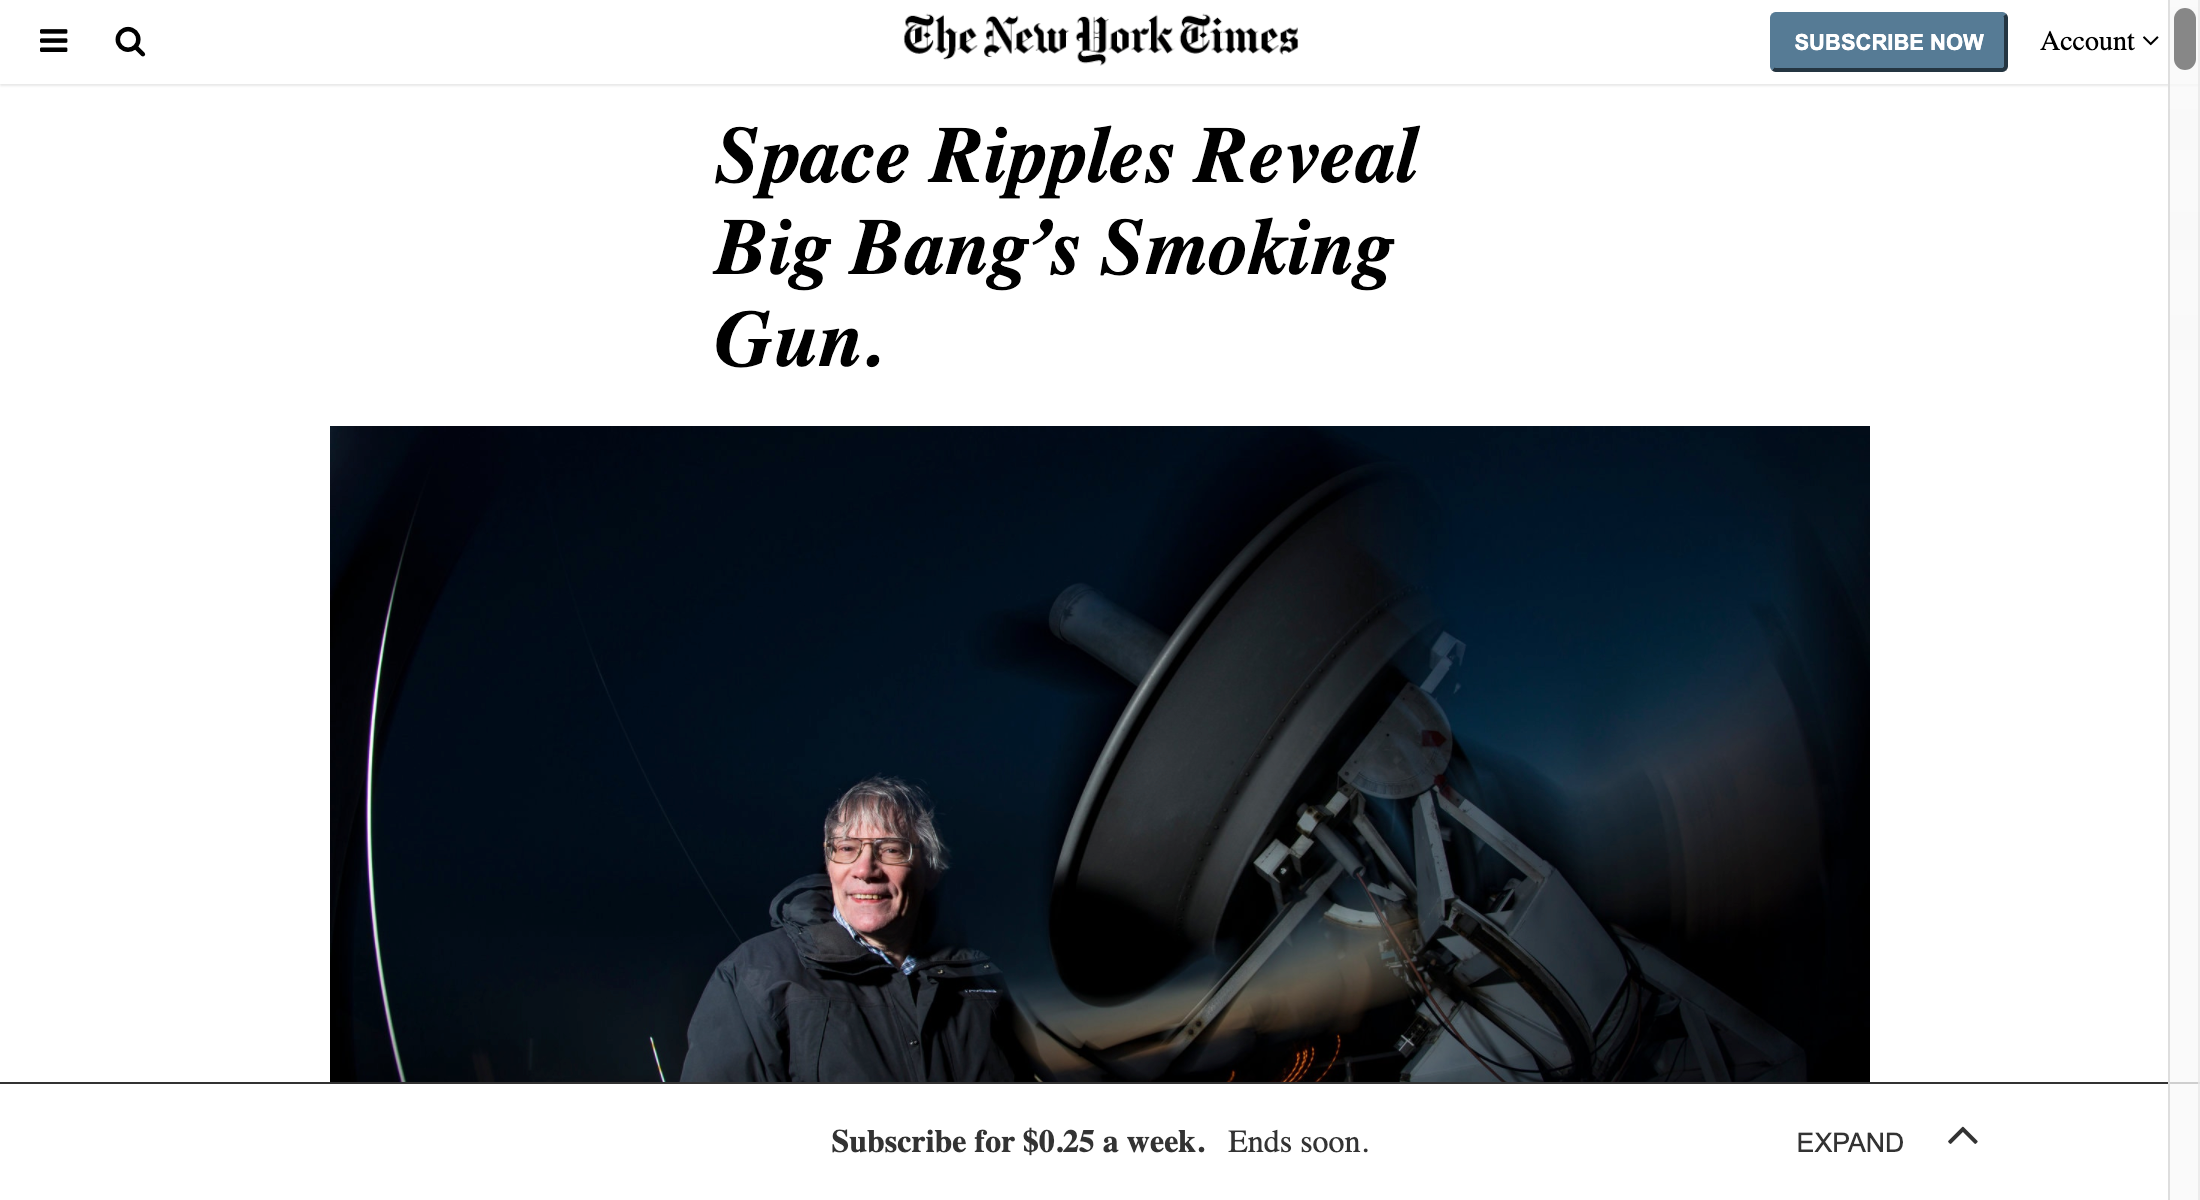 The New York Times
SUBSCRIBE NOW
Account
Space Ripples Reveal
Big Bang’s Smoking
Gun.
Subscribe for $0.25 a week. Ends soon.
EXPAND